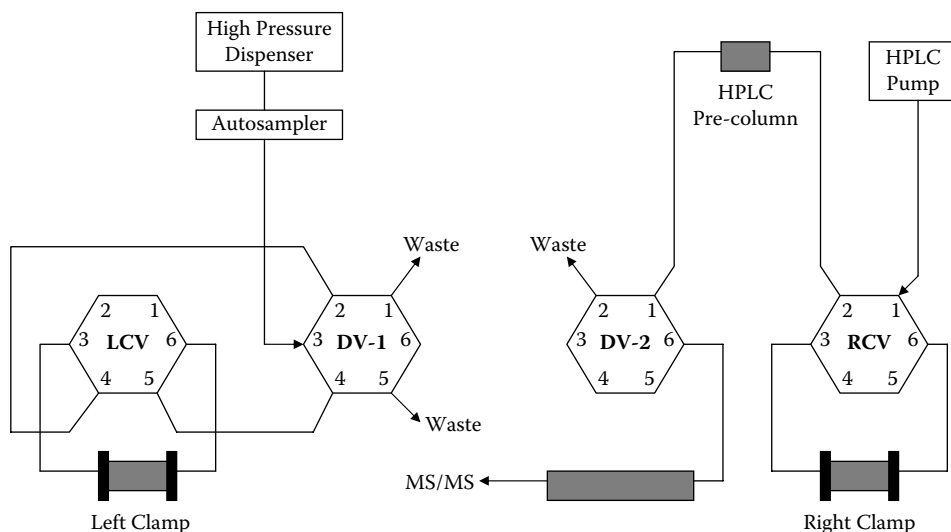 High Pressure
Dispenser
Autosampler
HPLC
Pre-column
HPLC
Pump
Waste
Waste
2 1
3 LCV 6
4 5
2 1
3 DV-1 6
4 5
Waste
2 1
3 DV-2 6
4 5
2 1
3 RCV 6
4 5
MS/MS
Left Clamp
Right Clamp